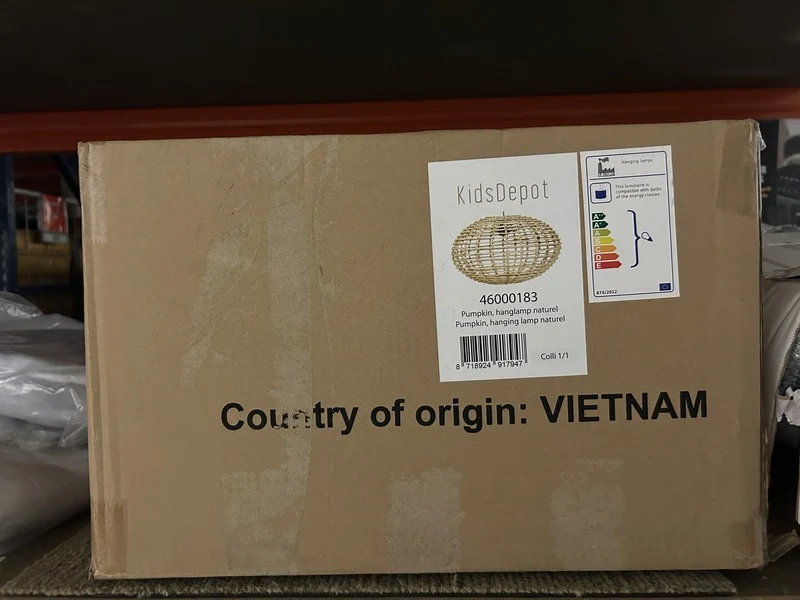 KidsDepot
46000183
Pumpkin, hanglamp naturel
Pumpkin, hanging lamp naturel
8 718924 917947
Colli 1/1
Hanging lamps
This luminaire is
compatible with bulbs
of the energy classes:
A++
A+
A
B
C
D
E
874/2012
Country of origin: VIETNAM